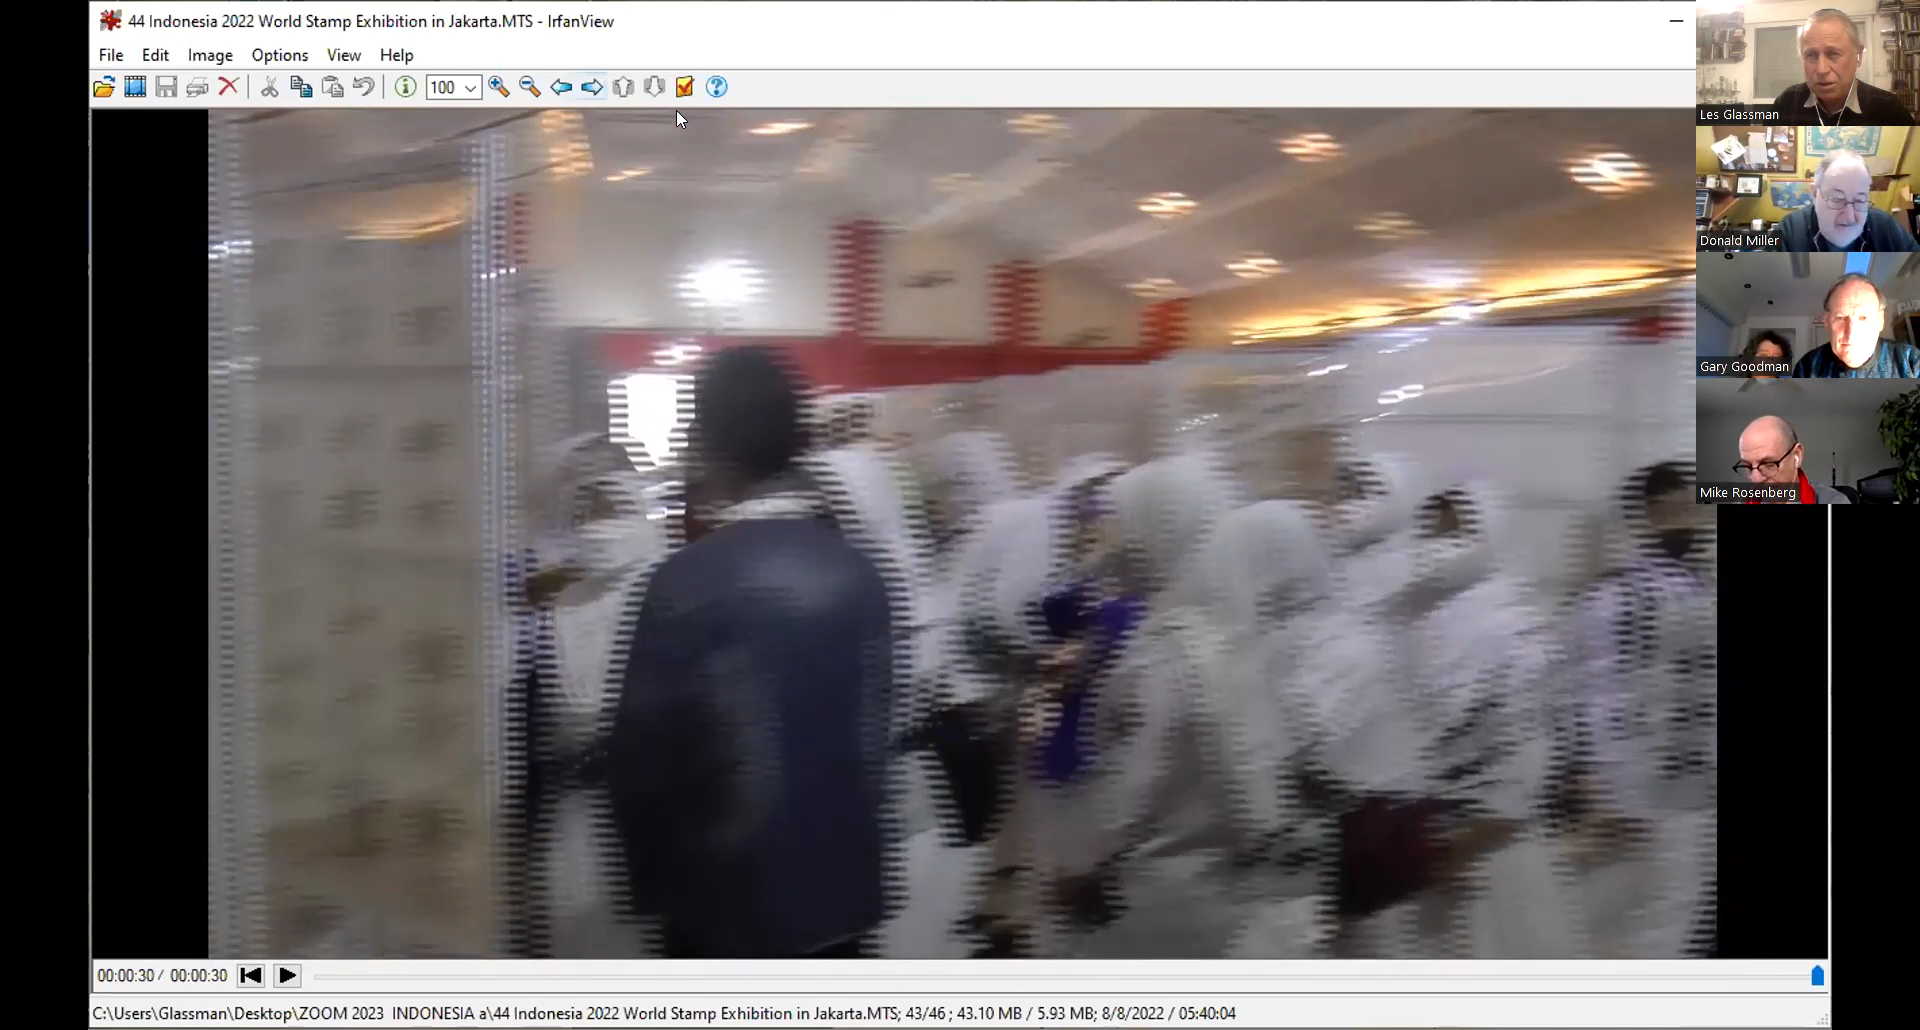 44 Indonesia 2022 World Stamp Exhibition in Jakarta.MTS - IrfanView
File Edit Image Options View Help
100
Les Glassman
Donald Miller
Gary Goodman
Mike Rosenberg
00:00:30 / 00:00:30
C:\Users\Glassman\Desktop\ZOOM 2023  INDONESIA a\44 Indonesia 2022 World Stamp Exhibition in Jakarta.MTS; 43/46 ; 43.10 MB / 5.93 MB; 8/8/2022 / 05:40:04